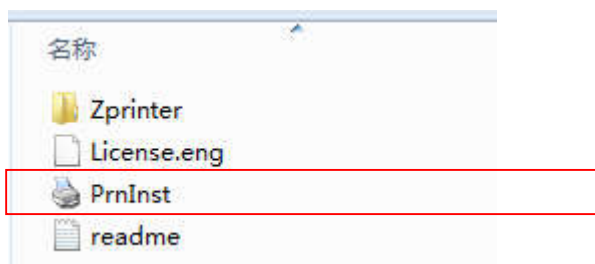 名称
Zprinter
License.eng
PrnInst
readme